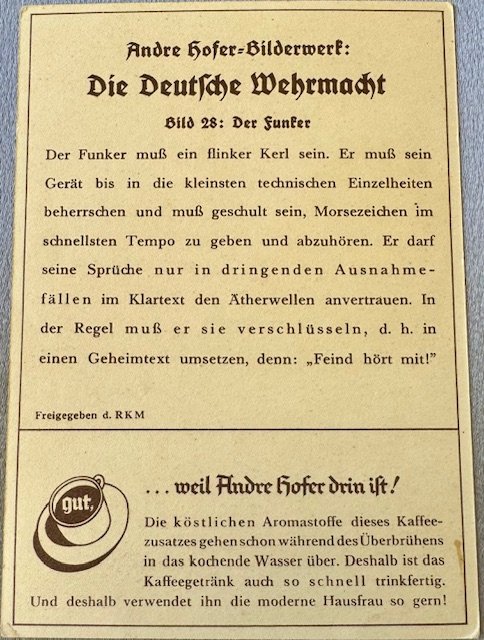 Andre Hofer-Bilderwerk:
Die Deutsche Wehrmacht
Bild 28: Der Funker
Der Funker muß ein flinker Kerl sein. Er muß sein
Gerät bis in die kleinsten technischen Einzelheiten
beherrschen und muß geschult sein, Morsezeichen im
schnellsten Tempo zu geben und abzuhören. Er darf
seine Sprüche nur in dringenden Ausnahme-
fällen im Klartext den Ätherwellen anvertrauen. In
der Regel muß er sie verschlüsseln, d. h. in
einen Geheimtext umsetzen, denn: „Feind hört mit!"
Freigegeben d. RKM
gut,
... weil Andre Hofer drin ist!
Die köstlichen Aromastoffe dieses Kaffee-
zusatzes gehen schon während des Überbrühens
in das kochende Wasser über. Deshalb ist das
Kaffeegetränk auch so schnell trinkfertig.
Und deshalb verwendet ihn die moderne Hausfrau so gern!